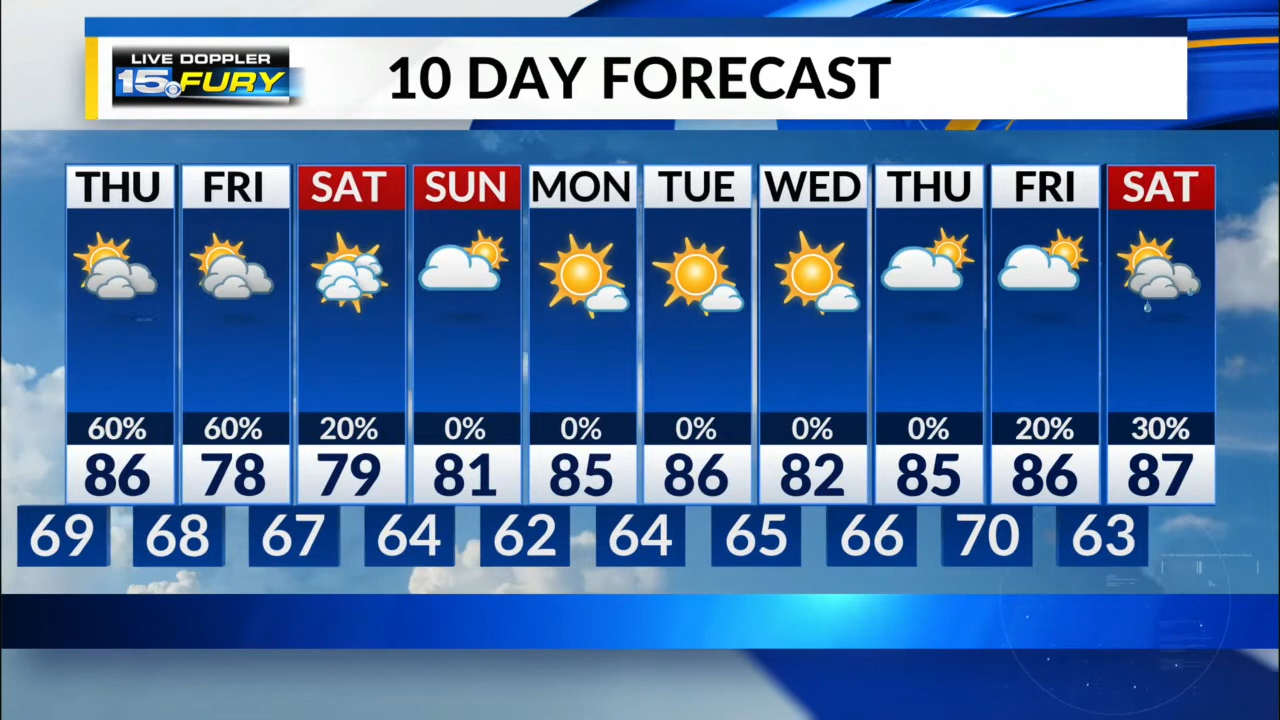 LIVE DOPPLER
15 FURY
10 DAY FORECAST
THU FRI SAT SUN MON TUE WED THU FRI SAT
60% 60% 20% 0% 0% 0% 0% 0% 20% 30%
86 78 79 81 85 86 82 85 86 87
69 68 67 64 62 64 65 66 70 63